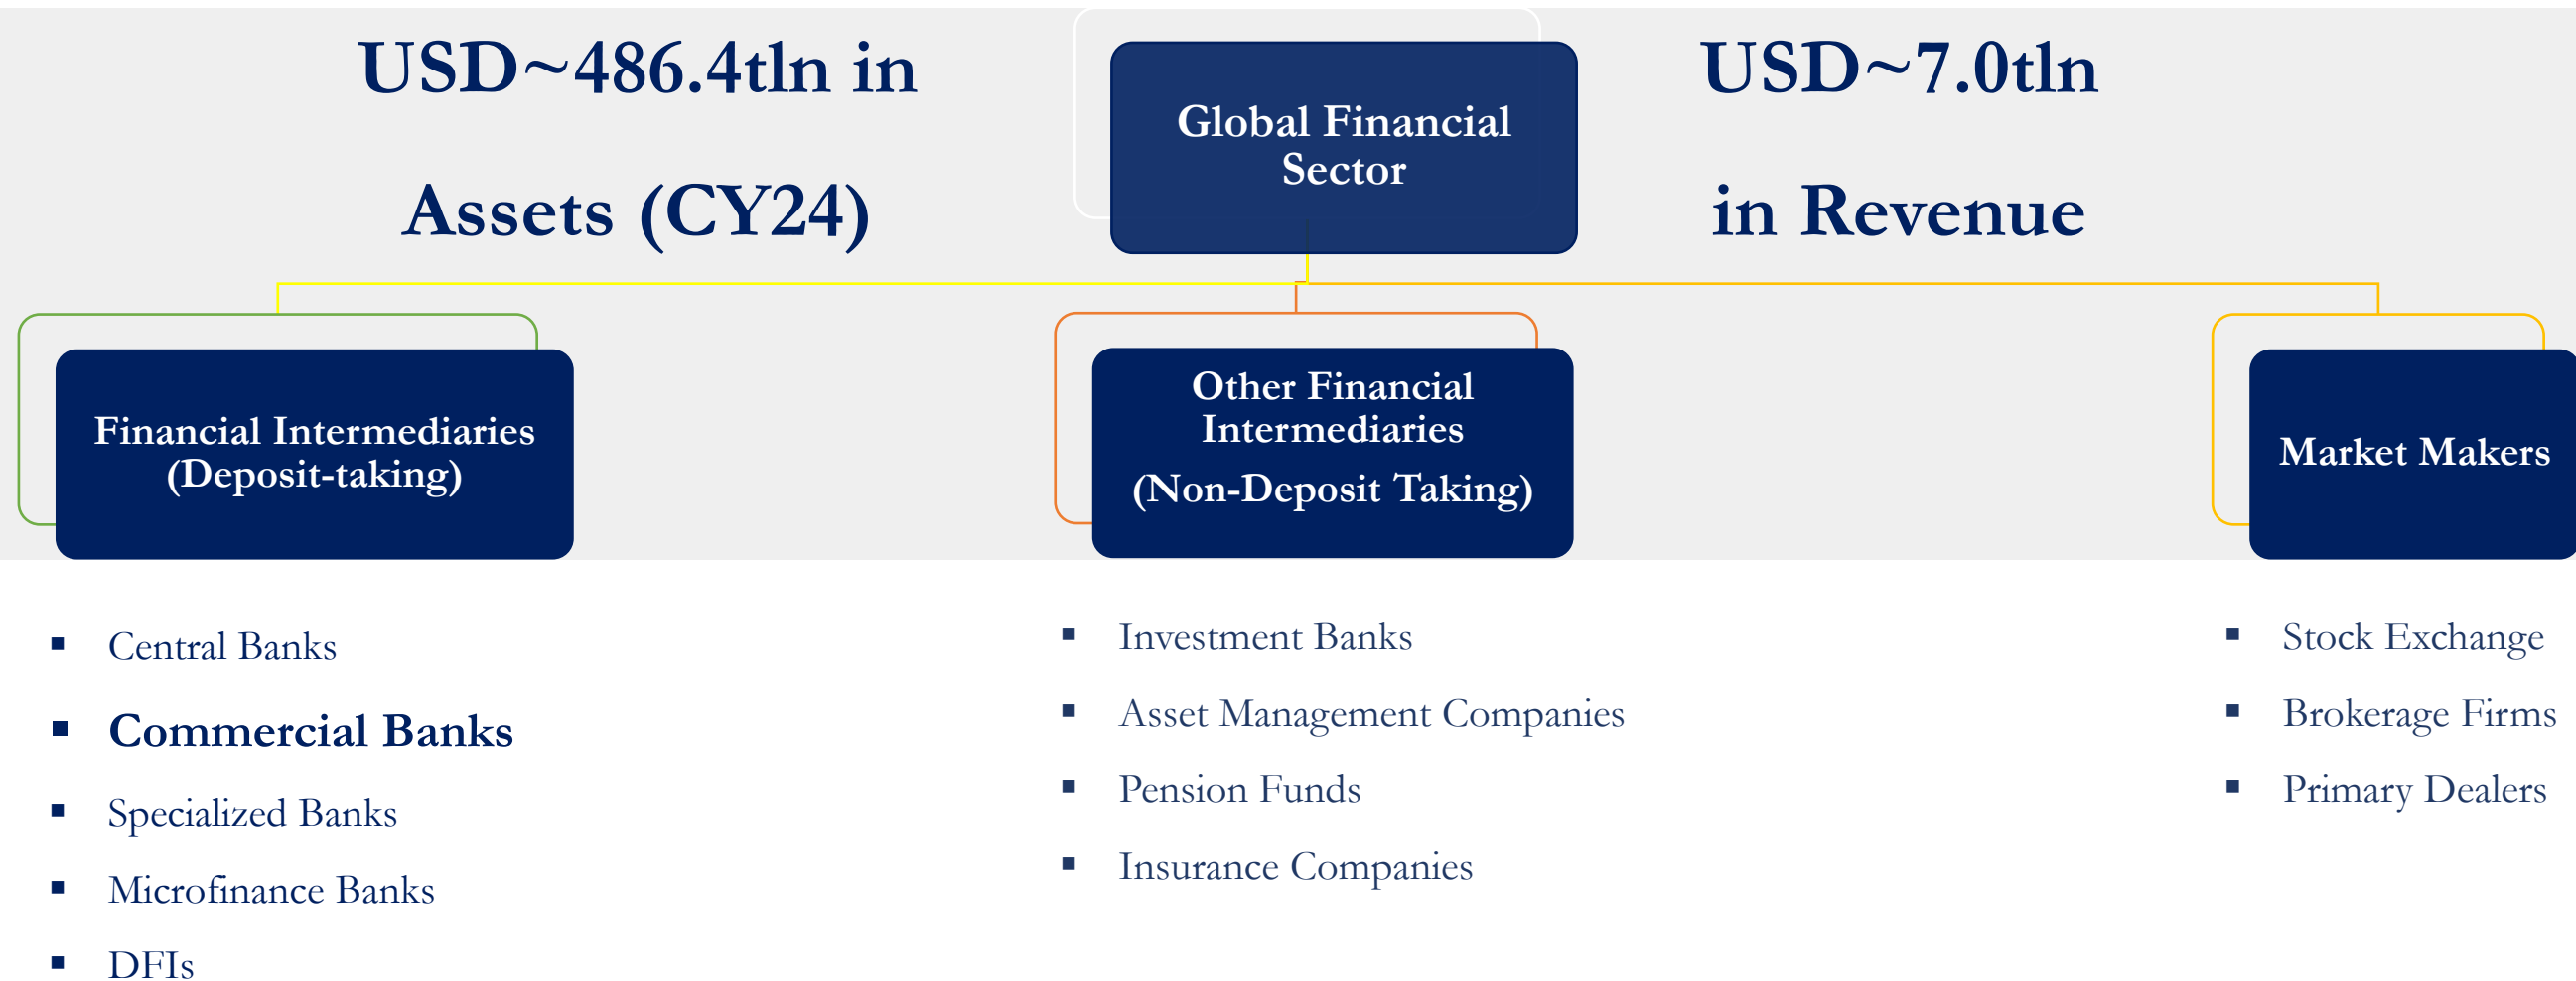 USD~486.4tln in
Assets (CY24)
Global Financial
Sector
USD~7.0tln
in Revenue
Financial Intermediaries
(Deposit-taking)
Other Financial
Intermediaries
(Non-Deposit Taking)
Market Makers
▪ Central Banks
▪ Commercial Banks
▪ Specialized Banks
▪ Microfinance Banks
▪ DFIs
▪ Investment Banks
▪ Asset Management Companies
▪ Pension Funds
▪ Insurance Companies
▪ Stock Exchange
▪ Brokerage Firms
▪ Primary Dealers